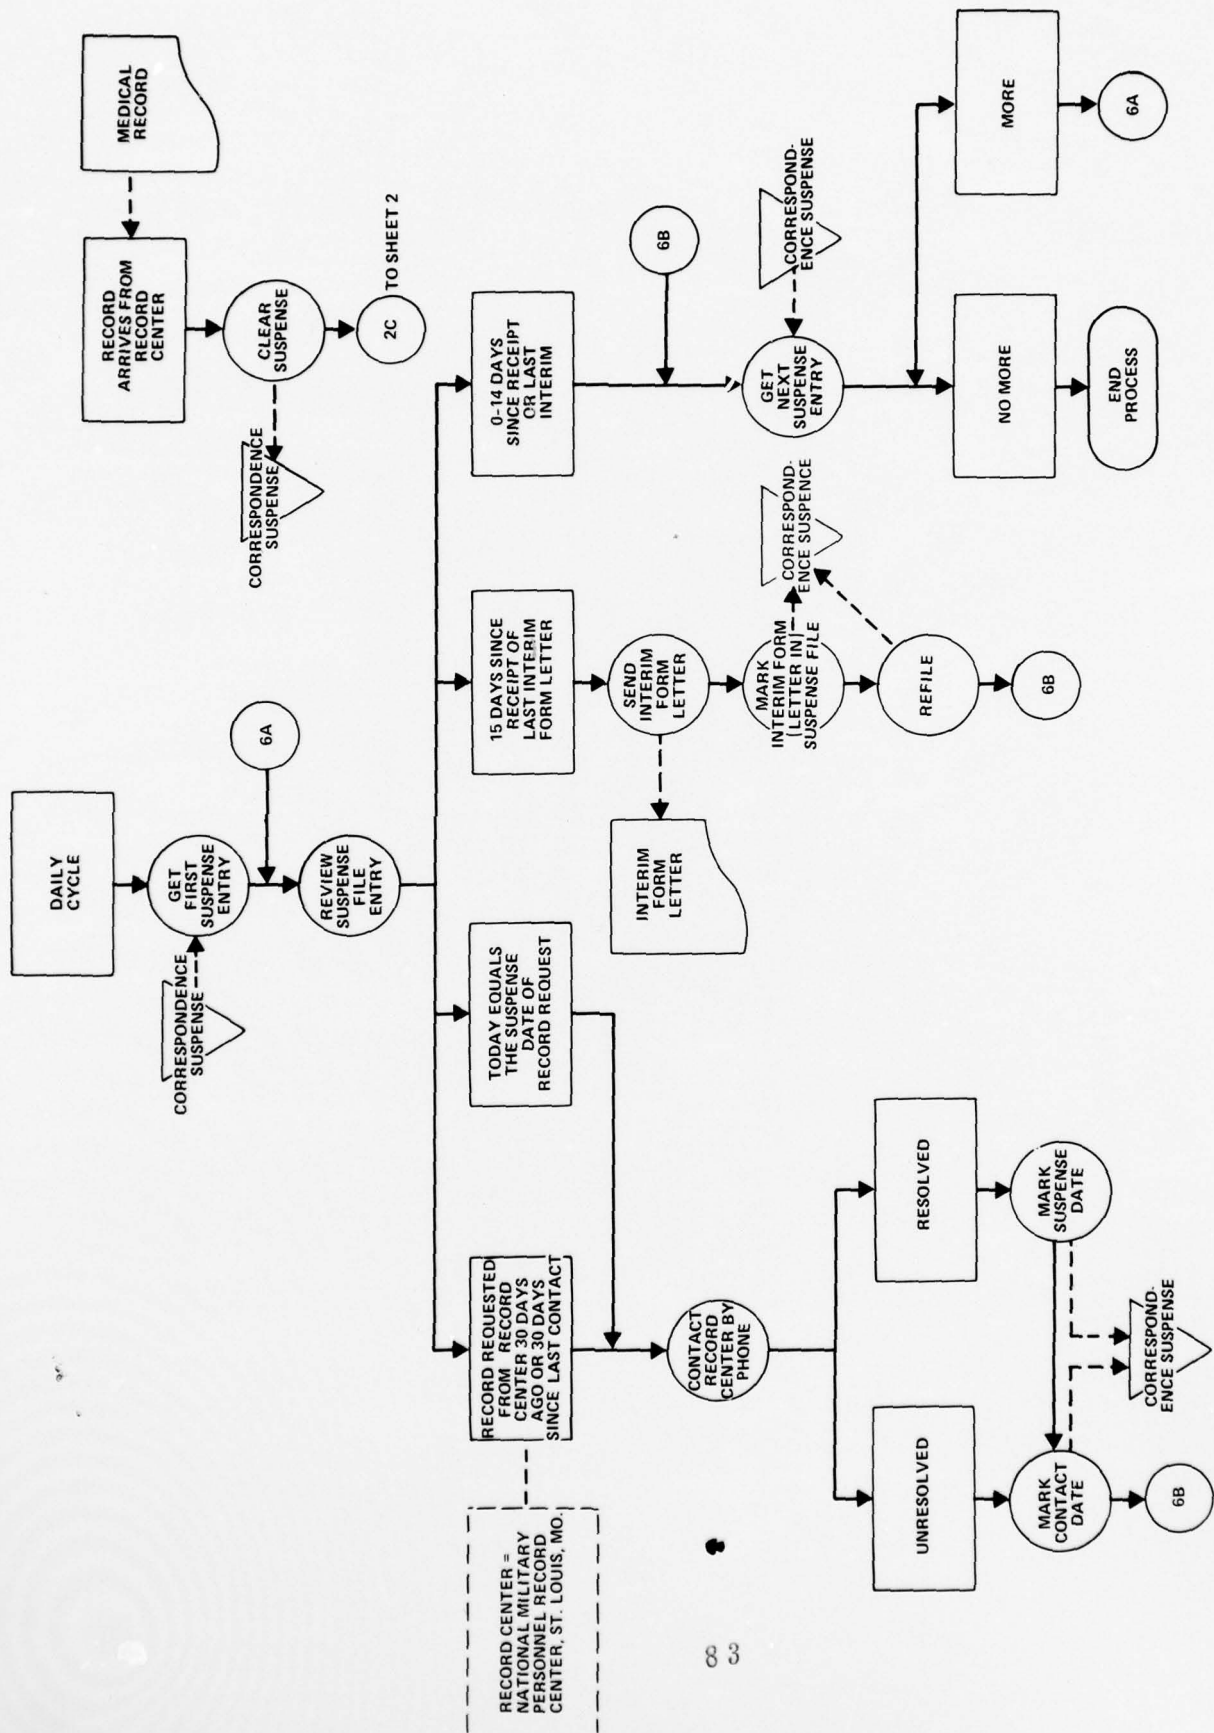 MEDICAL
RECORD
RECORD
ARRIVES FROM
RECORD
CENTER
CLEAR
SUSPENSE
CORRESPONDENCE
SUSPENSE
2C
TO SHEET 2
DAILY
CYCLE
GET
FIRST
SUSPENSE
ENTRY
CORRESPONDENCE
SUSPENSE
6A
REVIEW
SUSPENSE
FILE
ENTRY
RECORD CENTER =
NATIONAL MILITARY
PERSONNEL RECORD
CENTER, ST. LOUIS, MO.
RECORD REQUESTED
FROM RECORD
CENTER 30 DAYS
AGO OR 30 DAYS
SINCE LAST CONTACT
TODAY EQUALS
THE SUSPENSE
DATE OF
RECORD REQUEST
15 DAYS SINCE
RECEIPT OF
LAST INTERIM
FORM LETTER
0-14 DAYS
SINCE RECEIPT
OR LAST
INTERIM
CONTACT
RECORD
CENTER BY
PHONE
UNRESOLVED
RESOLVED
MARK
CONTACT
DATE
MARK
SUSPENSE
DATE
CORRESPOND-
ENCE SUSPENSE
6B
INTERIM
FORM
LETTER
SEND
INTERIM
FORM
LETTER
MARK
INTERIM FORM
LETTER IN
SUSPENSE FILE
CORRESPOND-
ENCE SUSPENCE
REFILE
6B
6B
GET
NEXT
SUSPENSE
ENTRY
CORRESPOND-
ENCE SUSPENSE
NO MORE
MORE
END
PROCESS
6A
83